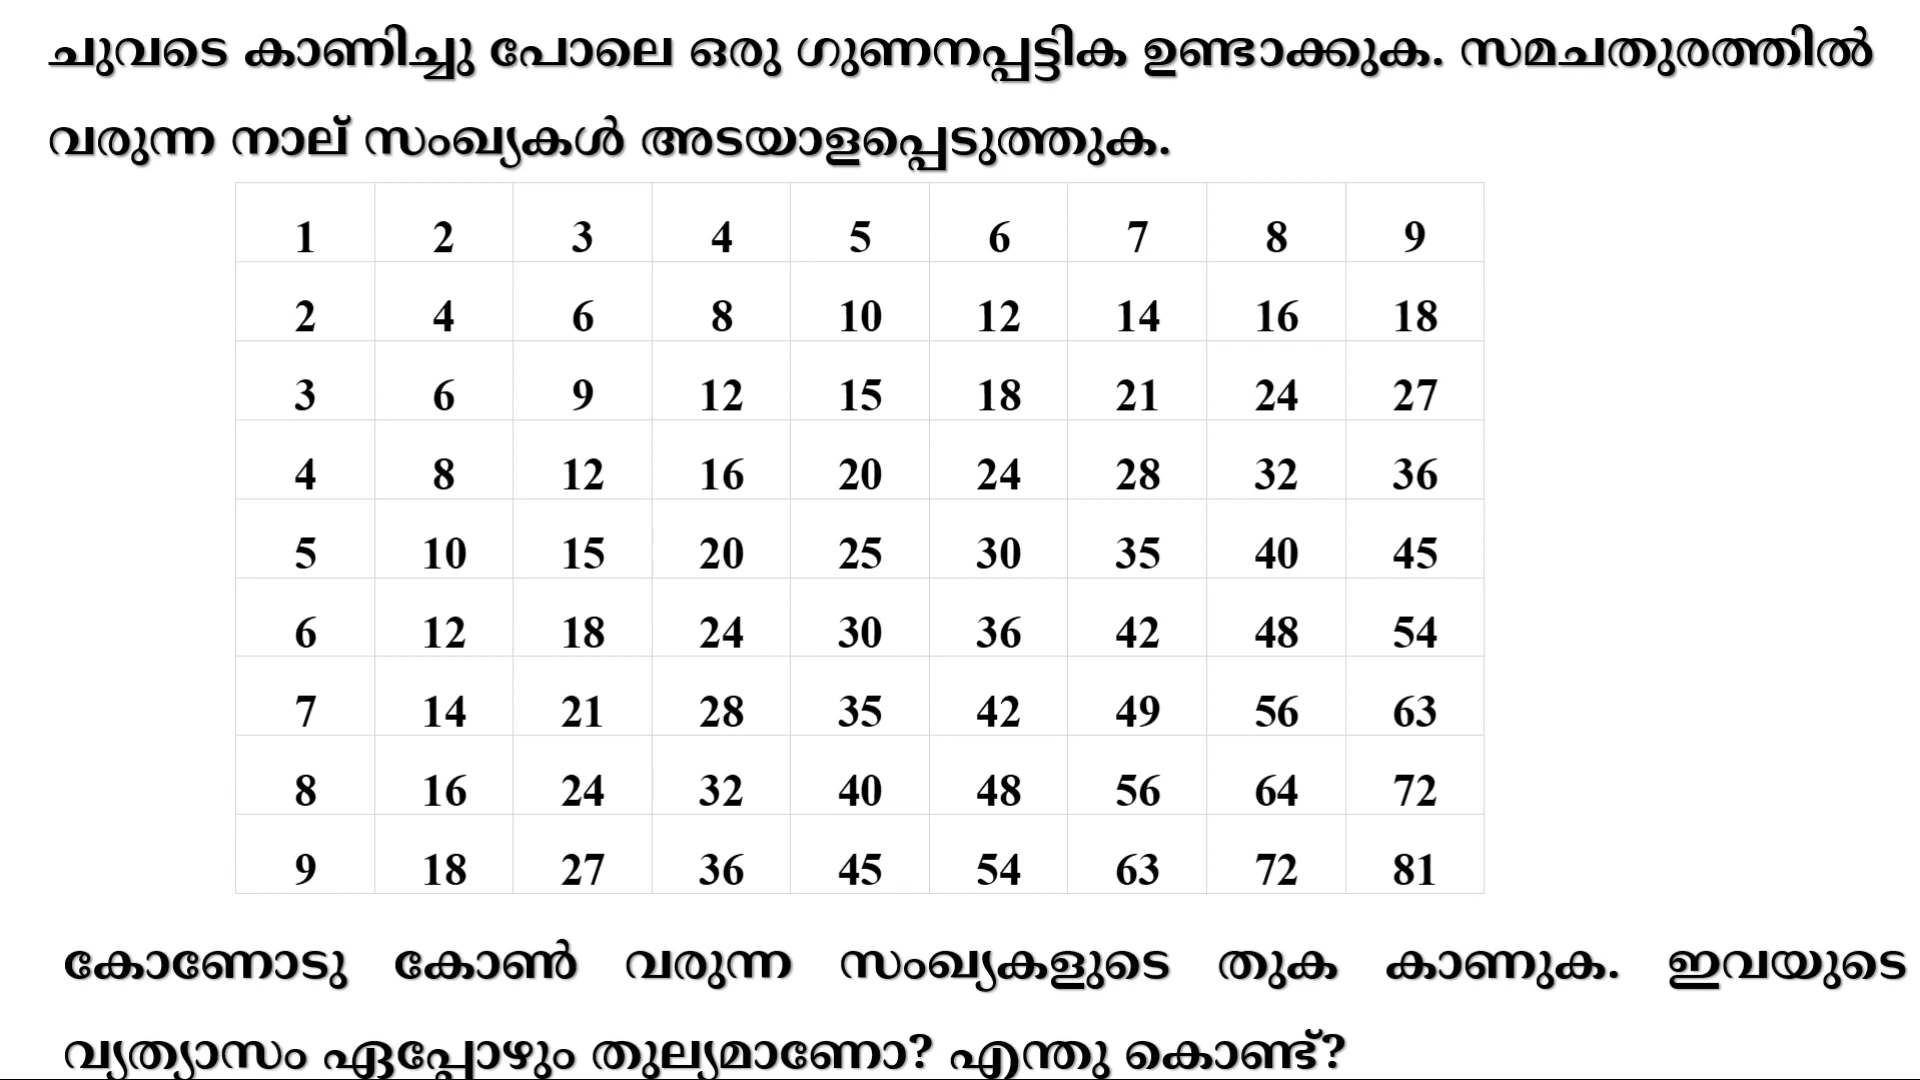 ചുവടെ കാണിച്ചു പോലെ ഒരു ഗുണനപ്പട്ടിക ഉണ്ടാക്കുക. സമചതുരത്തിൽ
വരുന്ന നാല് സംഖ്യകൾ അടയാളപ്പെടുത്തുക.
1 2 3 4 5 6 7 8 9
2 4 6 8 10 12 14 16 18
3 6 9 12 15 18 21 24 27
4 8 12 16 20 24 28 32 36
5 10 15 20 25 30 35 40 45
6 12 18 24 30 36 42 48 54
7 14 21 28 35 42 49 56 63
8 16 24 32 40 48 56 64 72
9 18 27 36 45 54 63 72 81
കോണോടു കോൺ വരുന്ന സംഖ്യകളുടെ തുക കാണുക. ഇവയുടെ
വ്യത്യാസം ഏപ്പോഴും തുല്യമാണോ? എന്തു കൊണ്ട്?